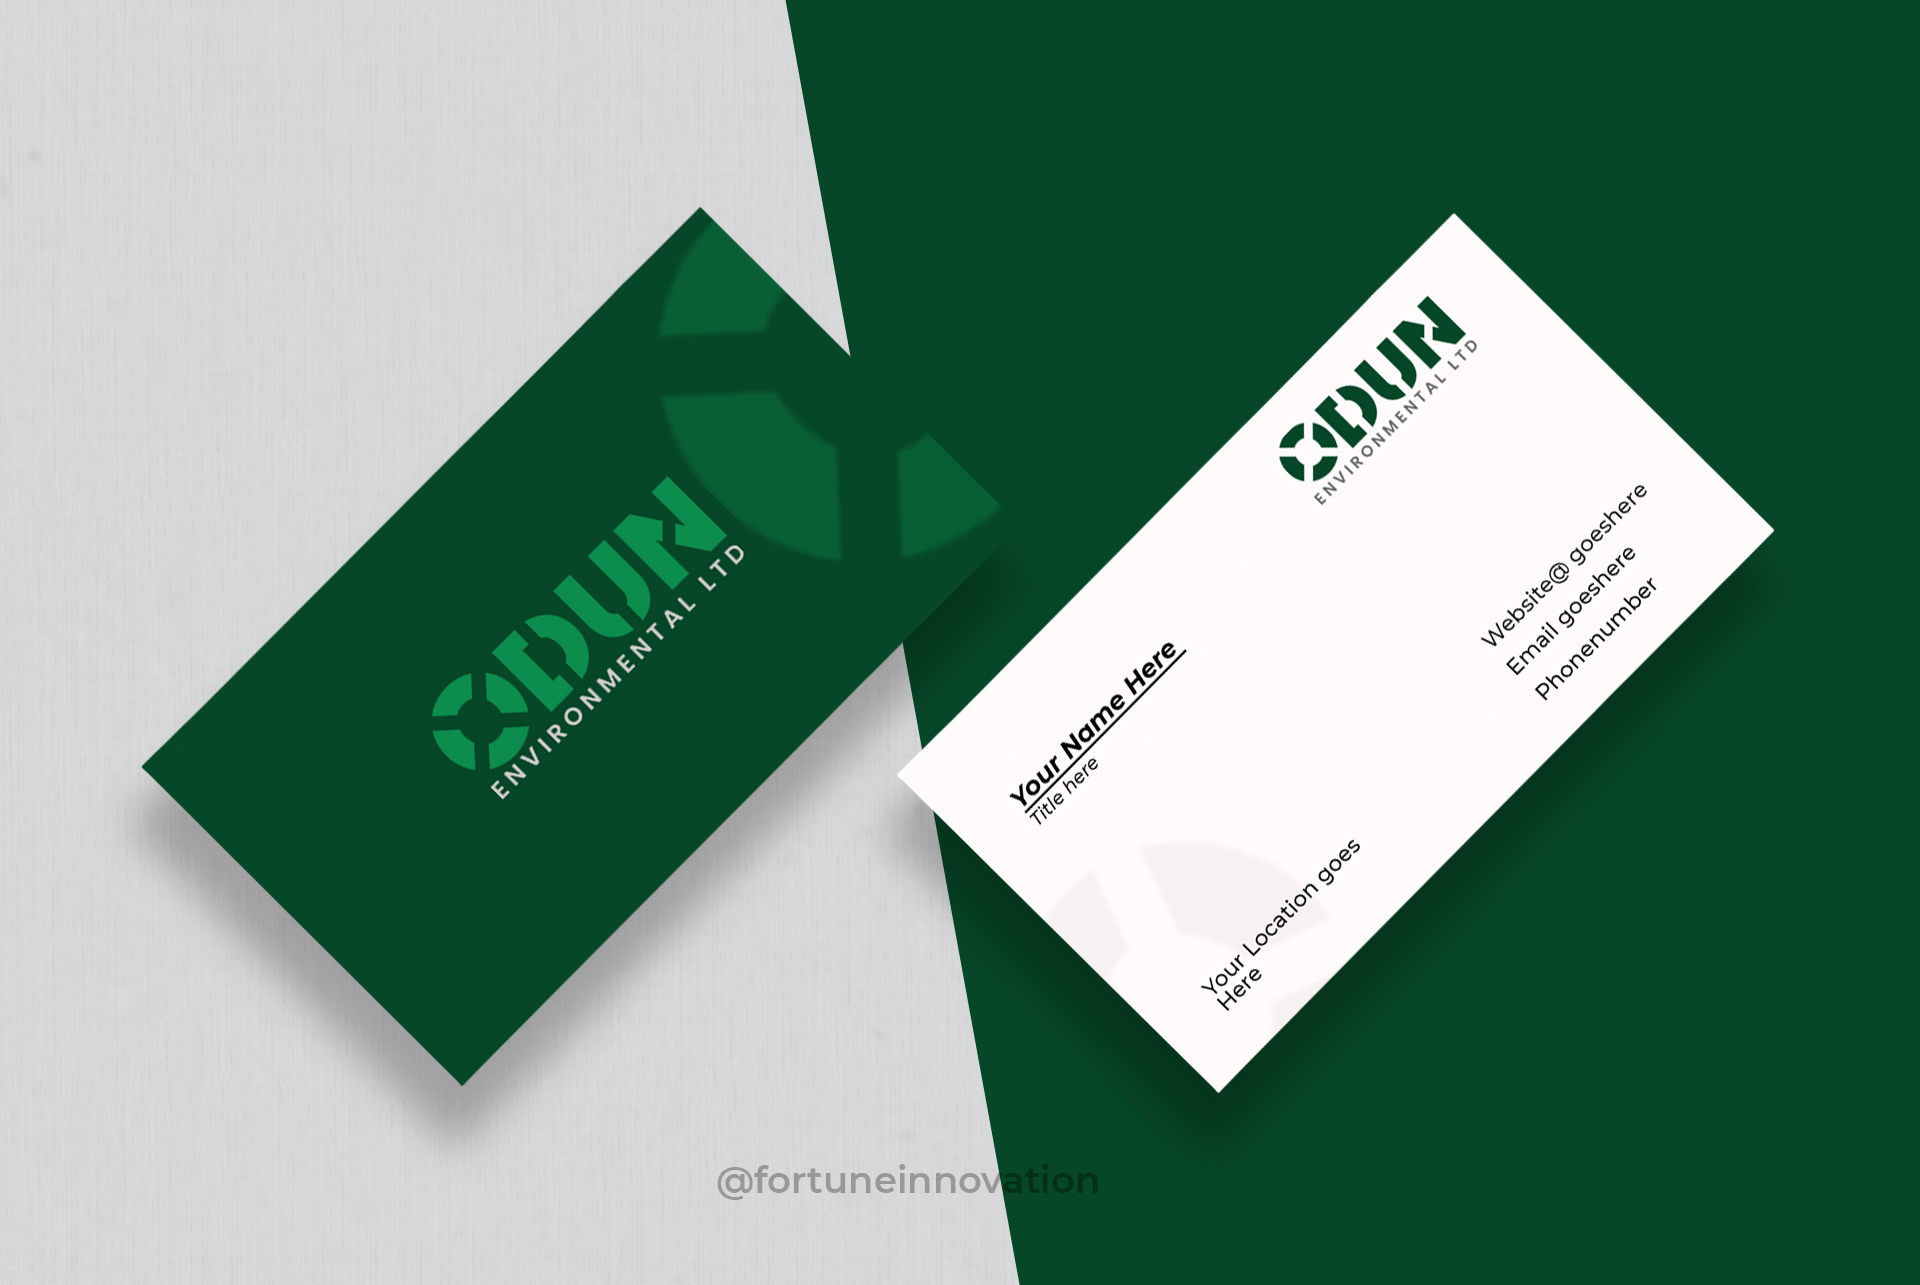 ODUN
ENVIRONMENTAL LTD
ODUN
ENVIRONMENTAL LTD
Your Name Here
Title here
Website@ goeshere
Email goeshere
Phonenumber
Your Location goes
Here
@fortuneinnovation